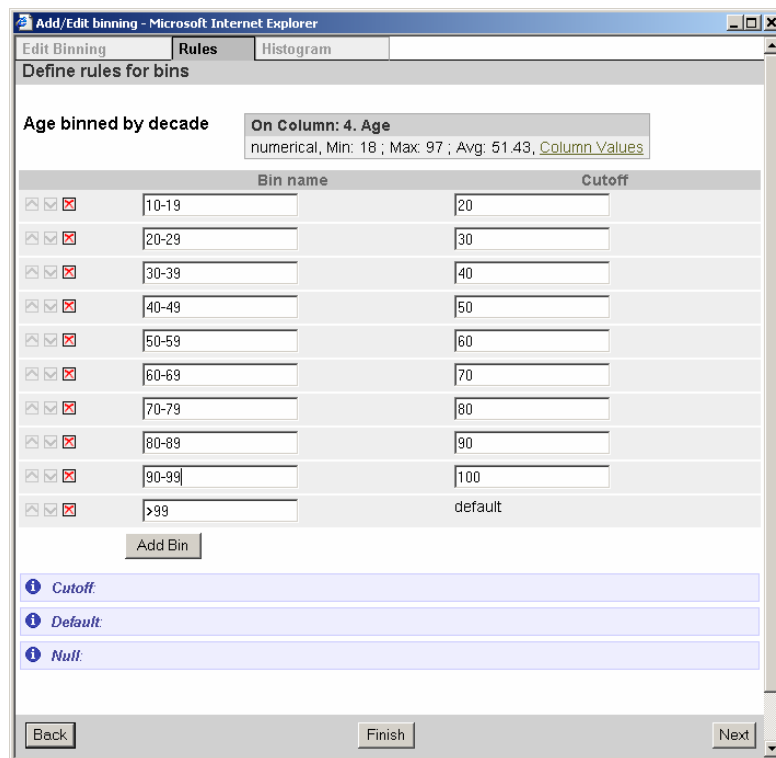 Add/Edit binning - Microsoft Internet Explorer
Edit Binning Rules Histogram
Define rules for bins
Age binned by decade
On Column: 4. Age
numerical, Min: 18 ; Max: 97 ; Avg: 51.43, Column Values
Bin name Cutoff
10-19 20
20-29 30
30-39 40
40-49 50
50-59 60
60-69 70
70-79 80
80-89 90
90-99 100
>99 default
Add Bin
Cutoff:
Default:
Null:
Back Finish Next